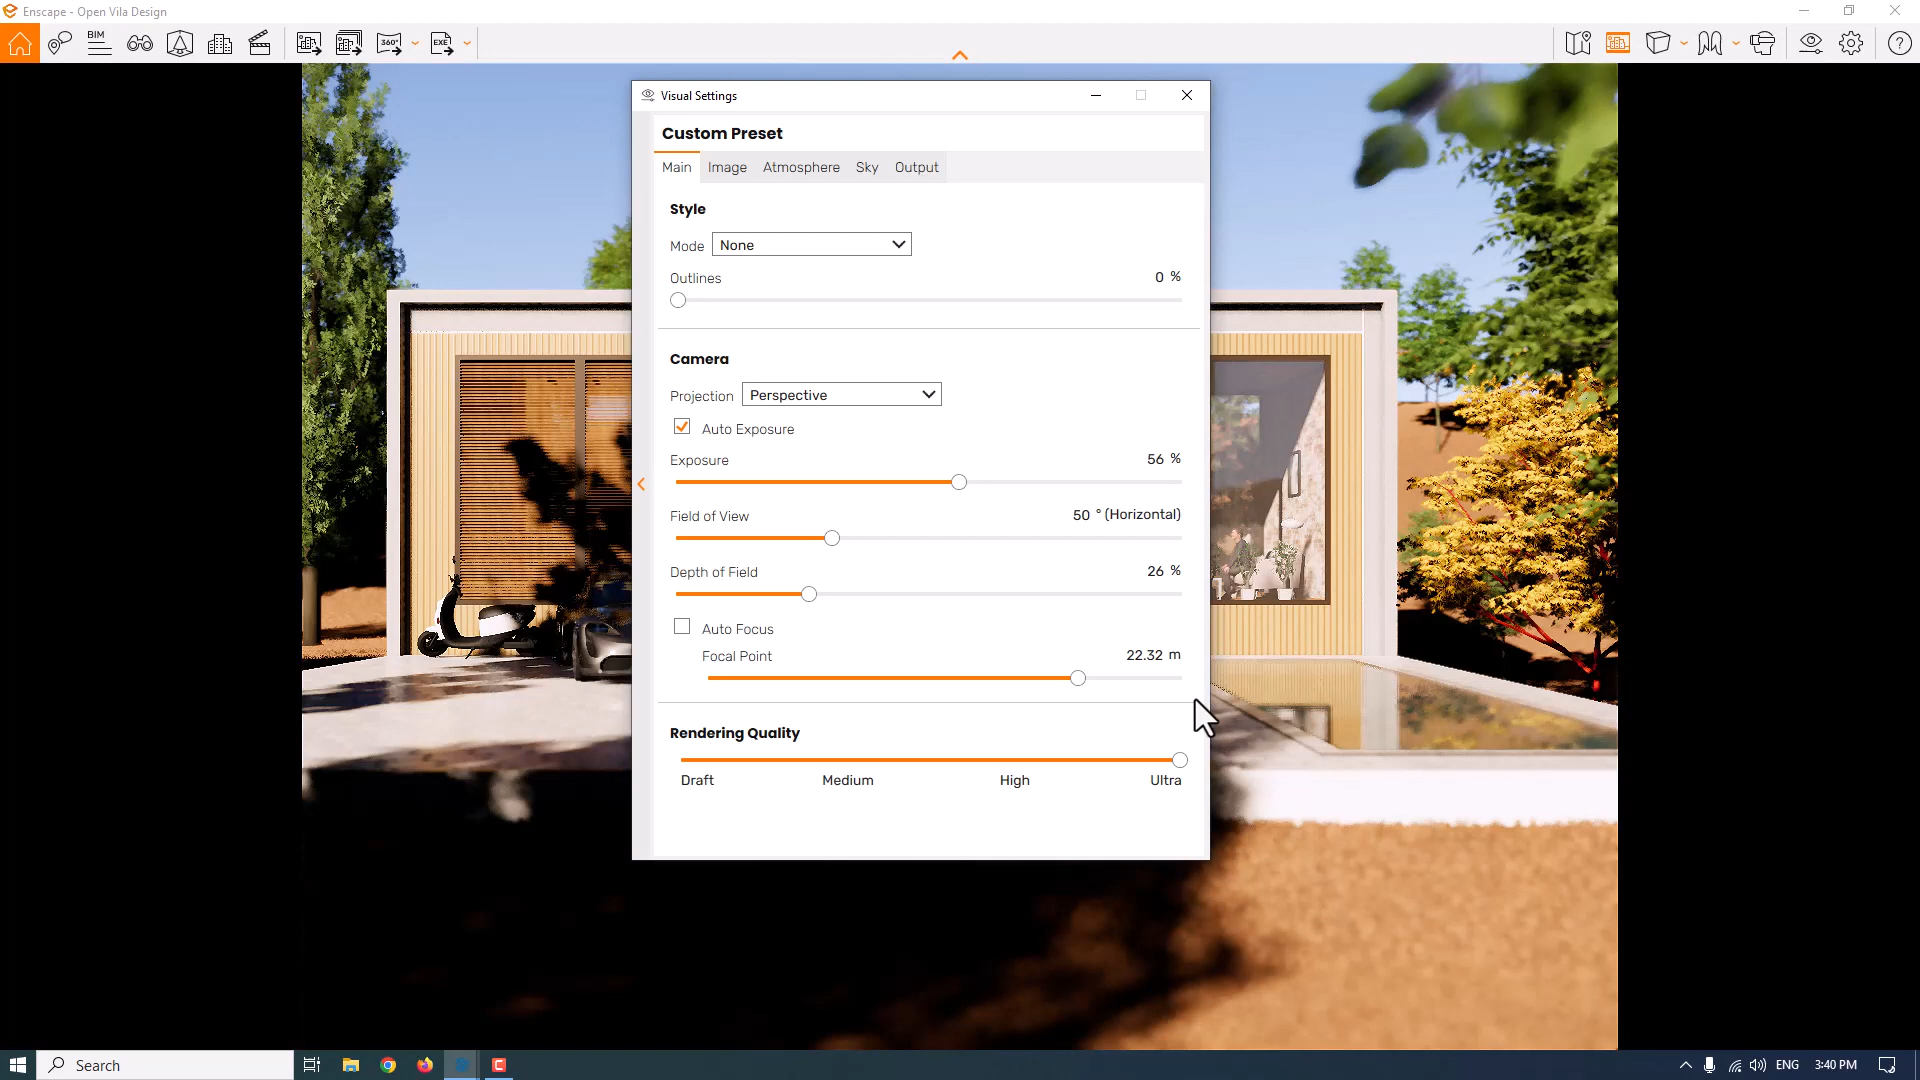 Enscape - Open Vila Design
BIM
360°
EXE
Visual Settings
Custom Preset
Main Image Atmosphere Sky Output
Style
Mode None
Outlines 0 %
Camera
Projection Perspective
Auto Exposure
Exposure 56 %
Field of View 50 ° (Horizontal)
Depth of Field 26 %
Auto Focus
Focal Point 22.32 m
Rendering Quality
Draft Medium High Ultra
Search
ENG 3:40 PM